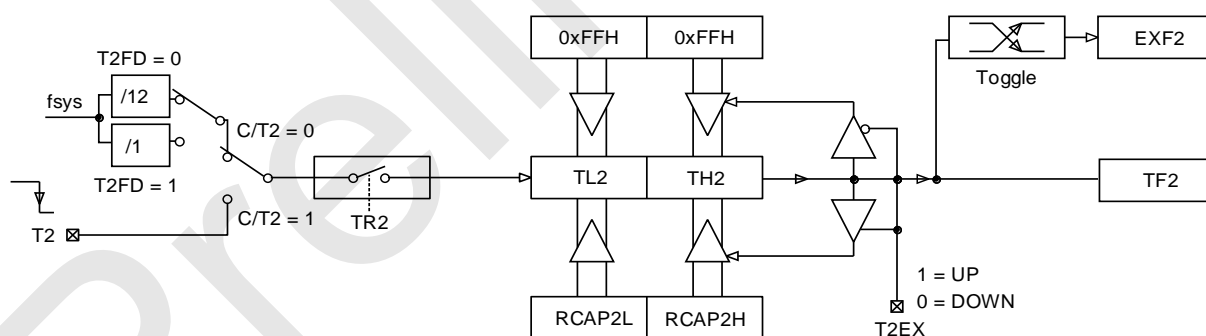 0xFFH 0xFFH
EXF2
T2FD = 0
Toggle
fsys
/12
C/T2 = 0
/1
TL2 TH2
TF2
T2FD = 1
TR2
C/T2 = 1
T2
1 = UP
0 = DOWN
RCAP2L RCAP2H
T2EX